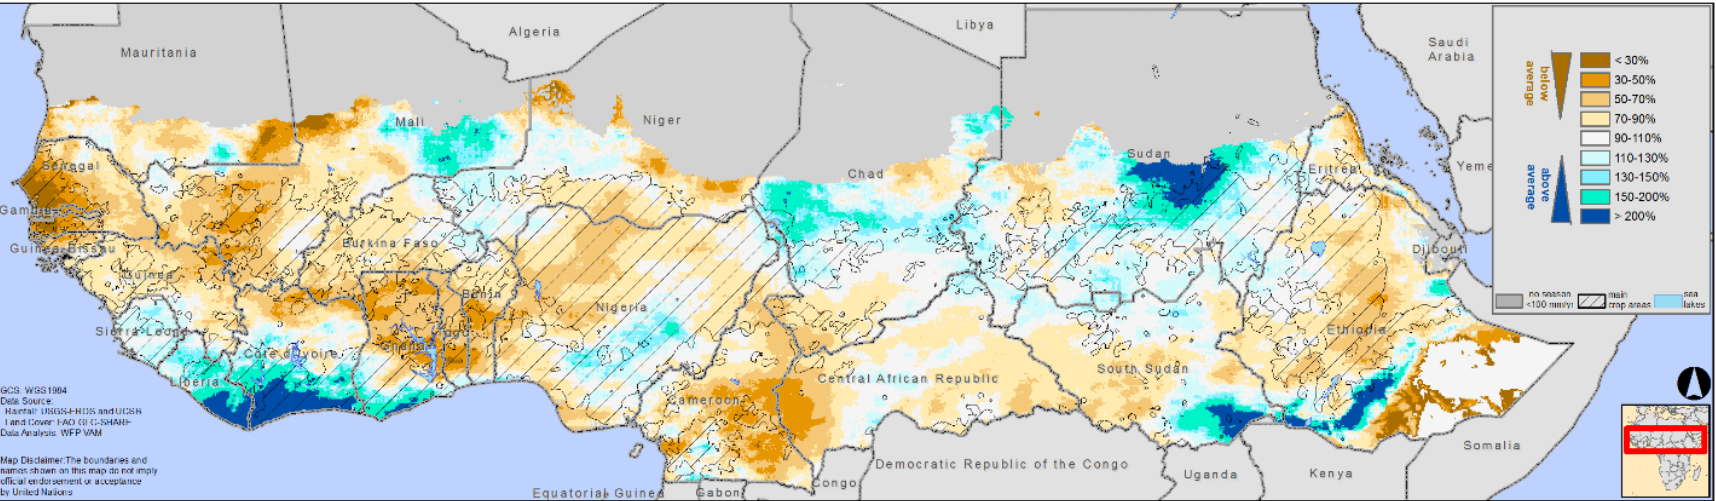 Algeria
Libya
Mauritania
Saudi
Arabia
below
average
< 30%
30-50%
50-70%
70-90%
90-110%
110-130%
130-150%
150-200%
> 200%
above
average
Mali
Niger
Sudan
Yeme
Senegal
Chad
Eritrea
Gambia
Guinea-Bissau
Burkina Faso
Djibouti
Guinea
Benin
Nigeria
no season
<100 mm/yr
main
crop areas
sea
lakes
Sierra Leone
Togo
Ghana
Ethiopia
Cote d'Ivoire
Liberia
Central African Republic
South Sudan
Cameroon
GCS: WGS1984
Data Source:
Rainfall: USGS-EROS and UCSB
Land Cover: FAO GLC-SHARE
Data Analysis: WFP VAM
Somalia
Map Disclaimer:The boundaries and
names shown on this map do not imply
official endorsement or acceptance
by United Nations
Democratic Republic of the Congo
Uganda
Kenya
Congo
Equatorial Guinea
Gabon